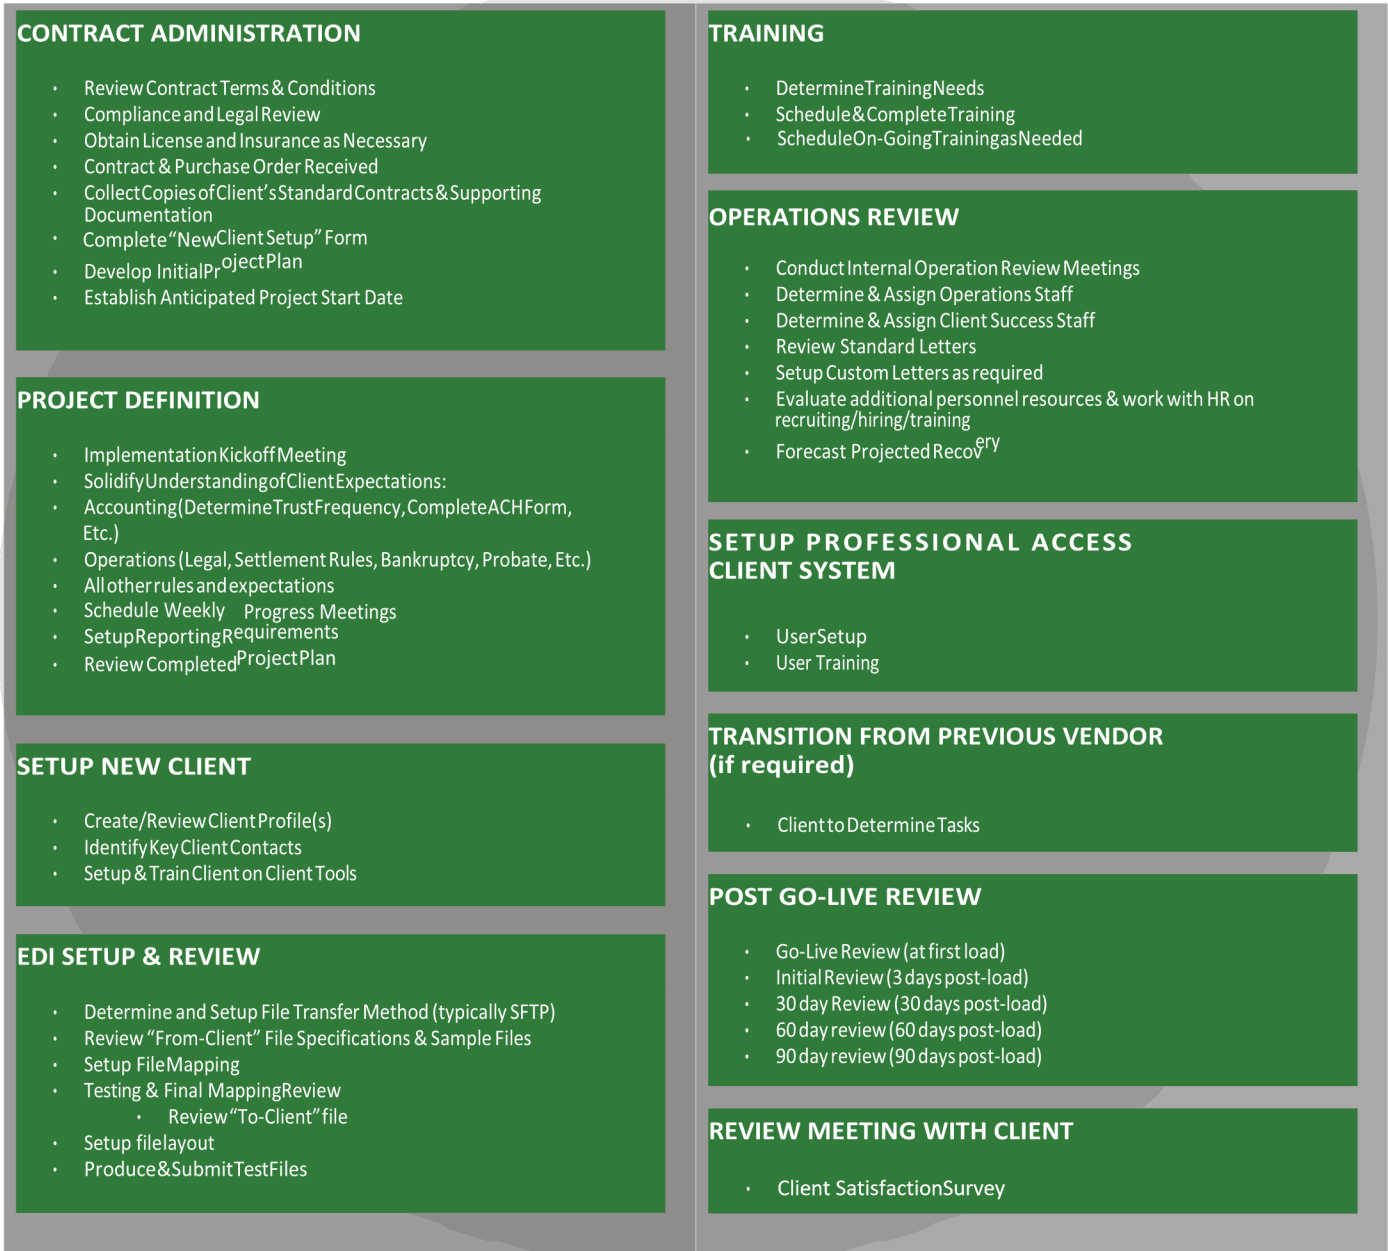 CONTRACT ADMINISTRATION
• Review Contract Terms & Conditions
• Compliance and Legal Review
• Obtain License and Insurance as Necessary
• Contract & Purchase Order Received
• Collect Copies of Client’s Standard Contracts & Supporting
Documentation
• Complete “New Client Setup” Form
• Develop Initial Project Plan
• Establish Anticipated Project Start Date
PROJECT DEFINITION
• Implementation Kickoff Meeting
• Solidify Understanding of Client Expectations:
• Accounting (Determine Trust Frequency, Complete ACH Form,
Etc.)
• Operations (Legal, Settlement Rules, Bankruptcy, Probate, Etc.)
• All other rules and expectations
• Schedule Weekly Progress Meetings
• Setup Reporting Requirements
• Review Completed Project Plan
SETUP NEW CLIENT
• Create/Review Client Profile(s)
• Identify Key Client Contacts
• Setup & Train Client on Client Tools
EDI SETUP & REVIEW
• Determine and Setup File Transfer Method (typically SFTP)
• Review “From-Client” File Specifications & Sample Files
• Setup File Mapping
• Testing & Final Mapping Review
• Review “To-Client” file
• Setup file layout
• Produce & Submit Test Files
TRAINING
• Determine Training Needs
• Schedule & Complete Training
• Schedule On-Going Training as Needed
OPERATIONS REVIEW
• Conduct Internal Operation Review Meetings
• Determine & Assign Operations Staff
• Determine & Assign Client Success Staff
• Review Standard Letters
• Setup Custom Letters as required
• Evaluate additional personnel resources & work with HR on
recruiting/hiring/training
• Forecast Projected Recovery
SETUP PROFESSIONAL ACCESS
CLIENT SYSTEM
• User Setup
• User Training
TRANSITION FROM PREVIOUS VENDOR
(if required)
• Client to Determine Tasks
POST GO-LIVE REVIEW
• Go-Live Review (at first load)
• Initial Review (3 days post-load)
• 30 day Review (30 days post-load)
• 60 day review (60 days post-load)
• 90 day review (90 days post-load)
REVIEW MEETING WITH CLIENT
• Client Satisfaction Survey